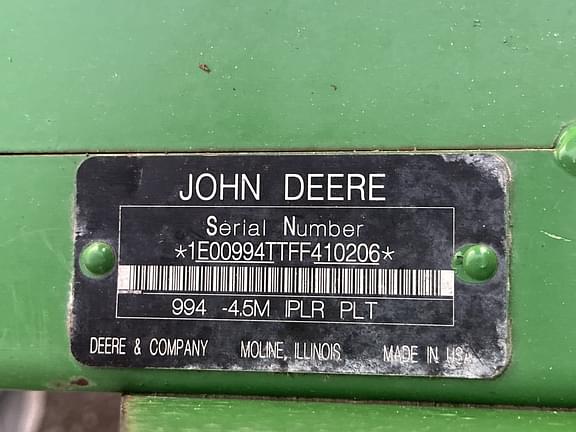 JOHN DEERE
Serial Number
*1E00994TTFF410206*
994 -4.5M IPLR PLT
DEERE & COMPANY MOLINE, ILLINOIS MADE IN USA